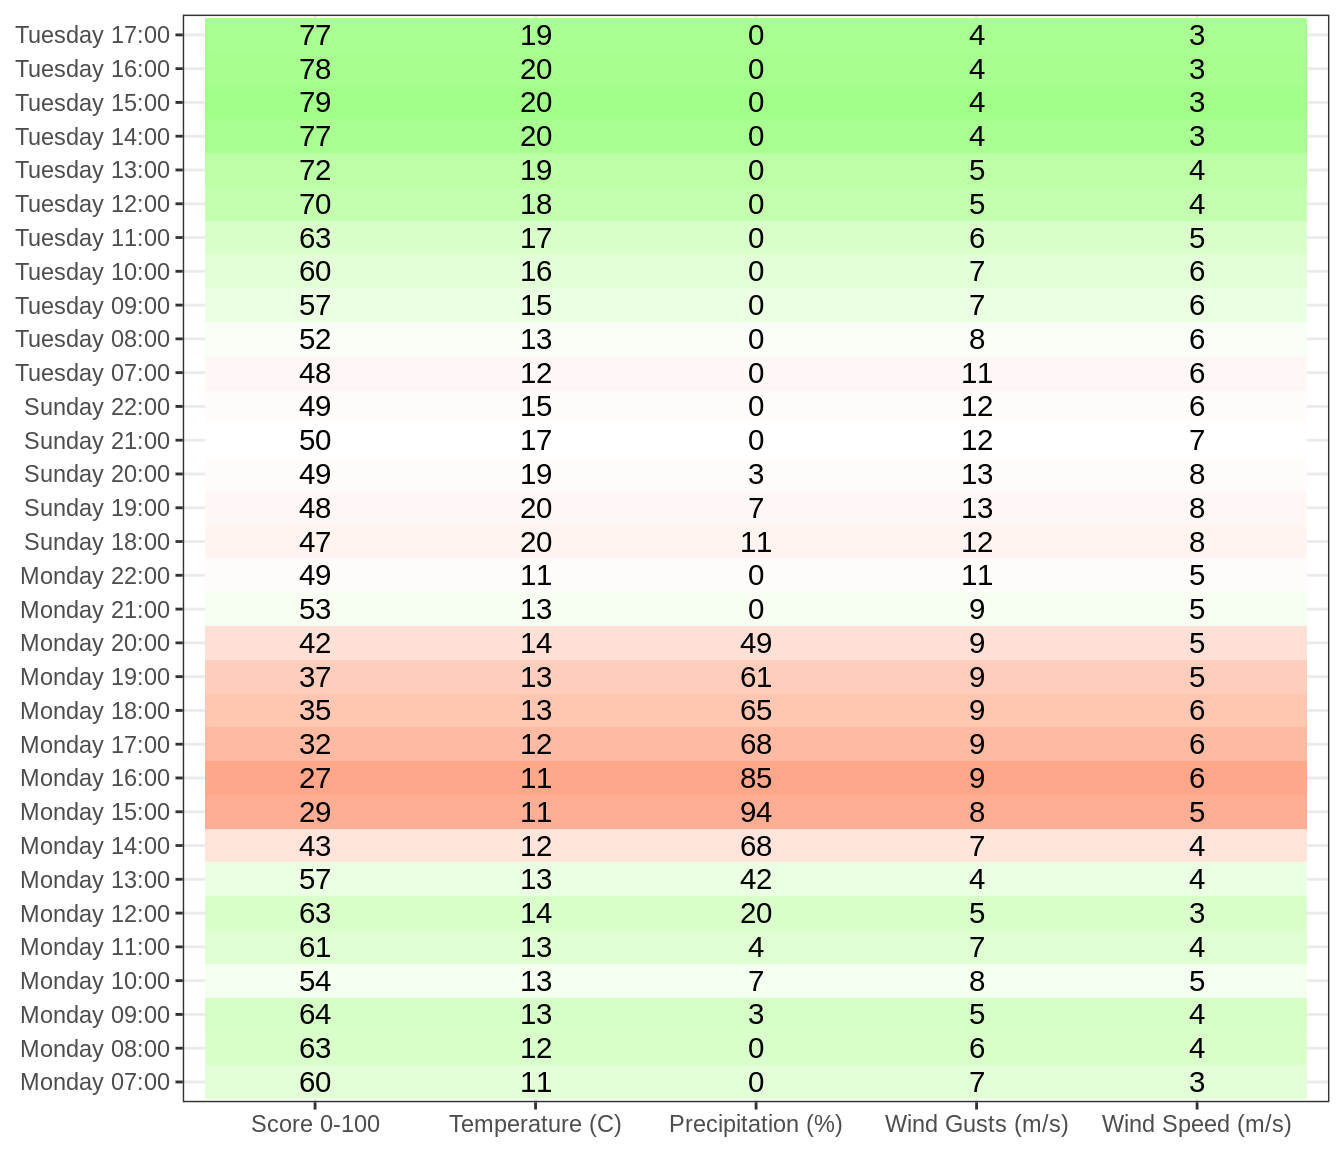 Tuesday 17:00 77 19 0 4 3
Tuesday 16:00 78 20 0 4 3
Tuesday 15:00 79 20 0 4 3
Tuesday 14:00 77 20 0 4 3
Tuesday 13:00 72 19 0 5 4
Tuesday 12:00 70 18 0 5 4
Tuesday 11:00 63 17 0 6 5
Tuesday 10:00 60 16 0 7 6
Tuesday 09:00 57 15 0 7 6
Tuesday 08:00 52 13 0 8 6
Tuesday 07:00 48 12 0 11 6
Sunday 22:00 49 15 0 12 6
Sunday 21:00 50 17 0 12 7
Sunday 20:00 49 19 3 13 8
Sunday 19:00 48 20 7 13 8
Sunday 18:00 47 20 11 12 8
Monday 22:00 49 11 0 11 5
Monday 21:00 53 13 0 9 5
Monday 20:00 42 14 49 9 5
Monday 19:00 37 13 61 9 5
Monday 18:00 35 13 65 9 6
Monday 17:00 32 12 68 9 6
Monday 16:00 27 11 85 9 6
Monday 15:00 29 11 94 8 5
Monday 14:00 43 12 68 7 4
Monday 13:00 57 13 42 4 4
Monday 12:00 63 14 20 5 3
Monday 11:00 61 13 4 7 4
Monday 10:00 54 13 7 8 5
Monday 09:00 64 13 3 5 4
Monday 08:00 63 12 0 6 4
Monday 07:00 60 11 0 7 3
Score 0-100 Temperature (C) Precipitation (%) Wind Gusts (m/s) Wind Speed (m/s)